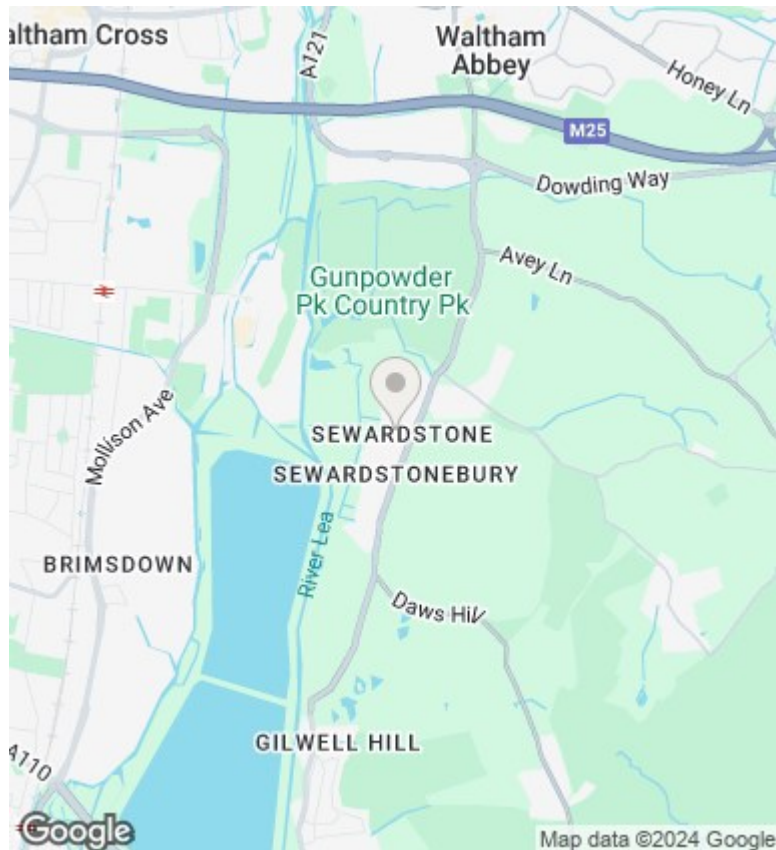 altham Cross
A121
Waltham
Abbey
Honey Ln
M25
Dowding Way
Avey Ln
Gunpowder
Pk Country Pk
Mollison Ave
SEWARDSTONE
SEWARDSTONEBURY
River Lea
BRIMSDOWN
Daws Hil
GILWELL HILL
A110
Google
Map data ©2024 Google